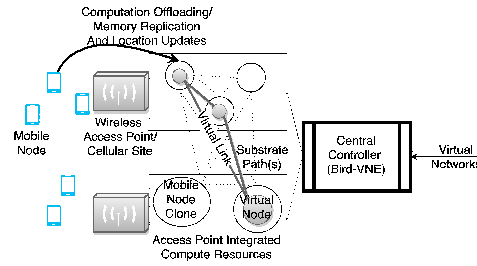 Computation Offloading/
Memory Replication
And Location Updates
Mobile
Node
Wireless
Access Point/
Cellular Site
Virtual Link
Substrate
Path(s)
Central
Controller
(Bird-VNE)
Virtual
Networks
Mobile
Node
Clone
Virtual
Node
Access Point Integrated
Compute Resources